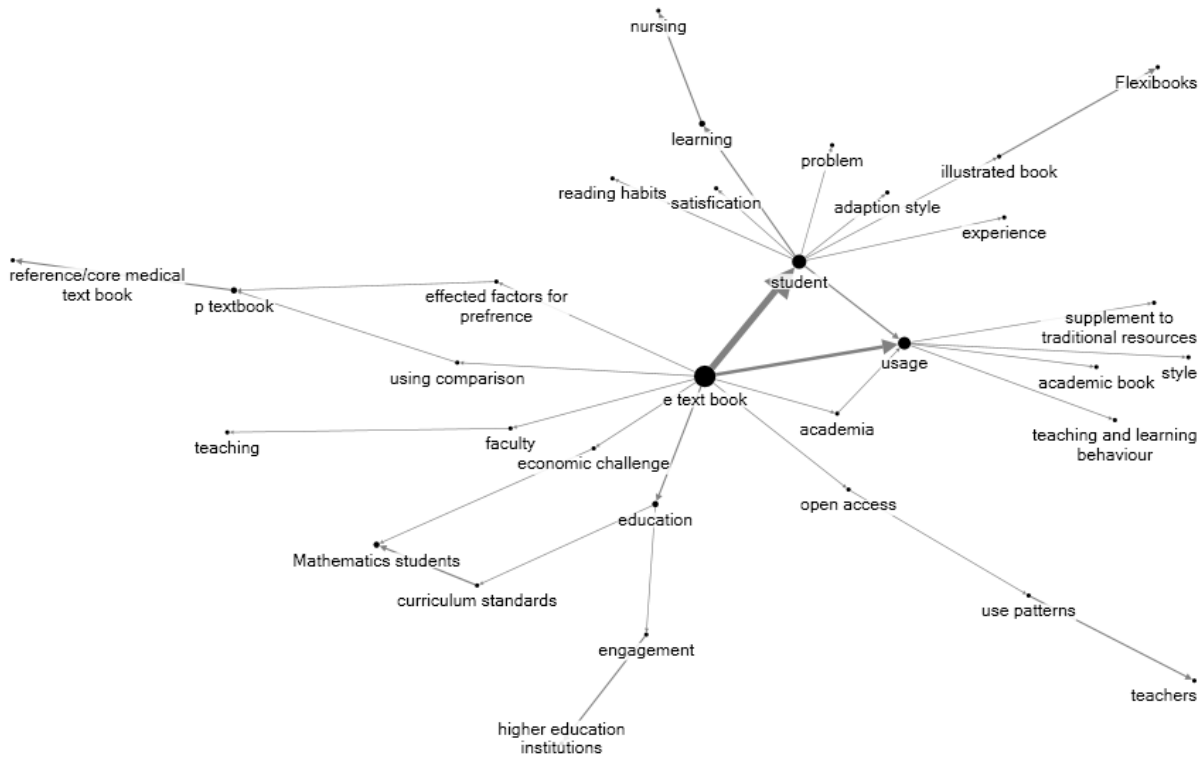 nursing
Flexibooks
learning
problem
illustrated book
reading habits
satisfication
adaption style
experience
reference/core medical
text book
p textbook
effected factors for
prefrence
student
supplement to
traditional resources
usage
style
using comparison
academic book
e text book
academia
teaching and learning
behaviour
teaching
faculty
economic challenge
open access
education
Mathematics students
curriculum standards
use patterns
engagement
teachers
higher education
institutions